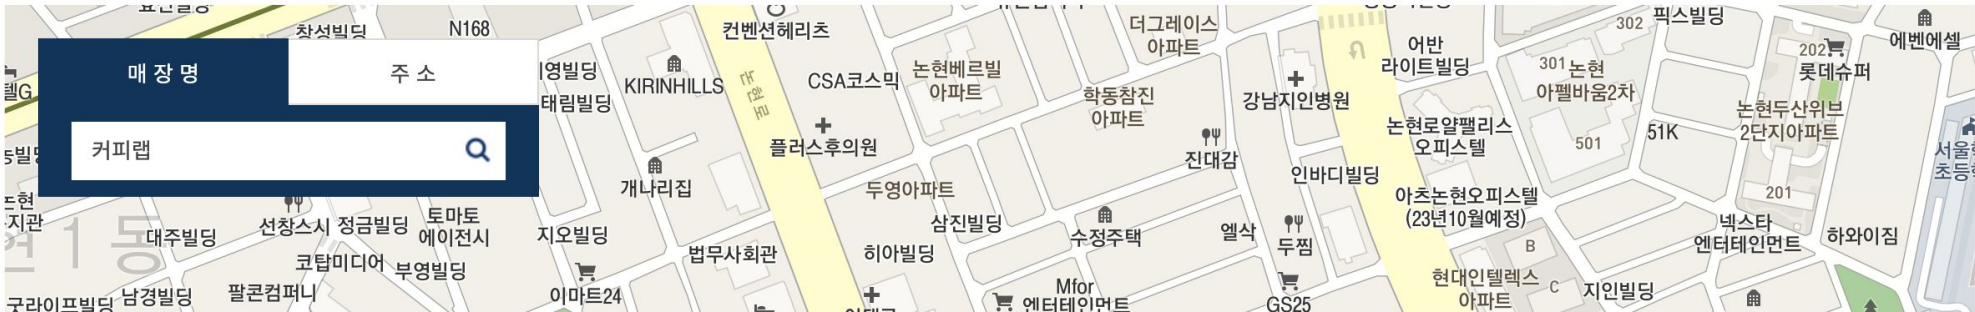 매장명
주소
커피랩
창성빌딩
N168
컨벤션헤리츠
더그레이스
아파트
어반
라이트빌딩
302
픽스빌딩
202
롯데슈퍼
에벤에셀
KIRINHILLS
태림빌딩
논현로
CSA코스믹
논현베르빌
아파트
학동참진
아파트
강남지인병원
301
논현
아펠바움2차
501
51K
논현두산위브
2단지아파트
201
플러스후의원
진대감
논현로얄팰리스
오피스텔
개나리집
두영아파트
인바디빌딩
아츠논현오피스텔
(23년10월예정)
대주빌딩
선창스시
정금빌딩
토마토
에이전시
지오빌딩
삼진빌딩
수정주택
엘삭
두찜
넥스타
엔터테인먼트
하와이짐
법무사회관
히아빌딩
B
C
코탑미디어
부영빌딩
이마트24
Mfor
엔터테인먼트
GS25
현대인텔렉스
아파트
지인빌딩
굿라이프빌딩
남경빌딩
팔콘컴퍼니